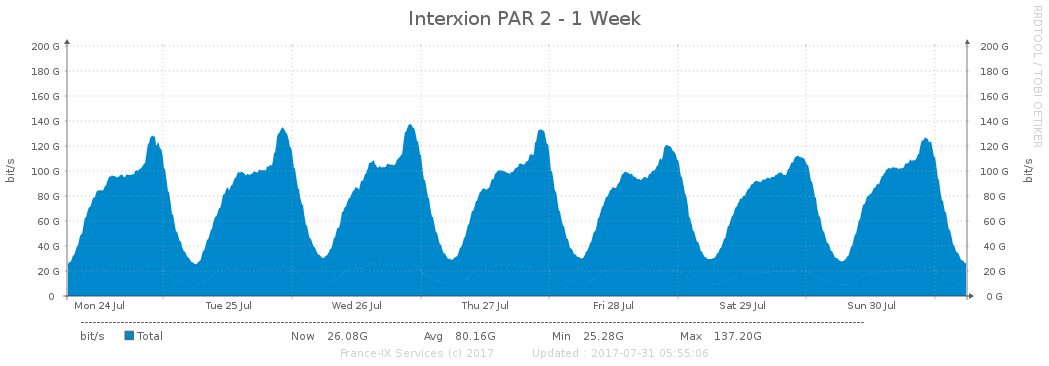 Interxion PAR 2 - 1 Week
RRDTOOL / TOBI OETIKER
200 G 200 G
180 G 180 G
160 G 160 G
140 G 140 G
120 G 120 G
100 G 100 G
80 G 80 G
60 G 60 G
40 G 40 G
20 G 20 G
0 0 G
bit/s bit/s
Mon 24 Jul Tue 25 Jul Wed 26 Jul Thu 27 Jul Fri 28 Jul Sat 29 Jul Sun 30 Jul
bit/s Total Now 26.08G Avg 80.16G Min 25.28G Max 137.20G
France-IX Services (c) 2017 Updated : 2017-07-31 05:55:06